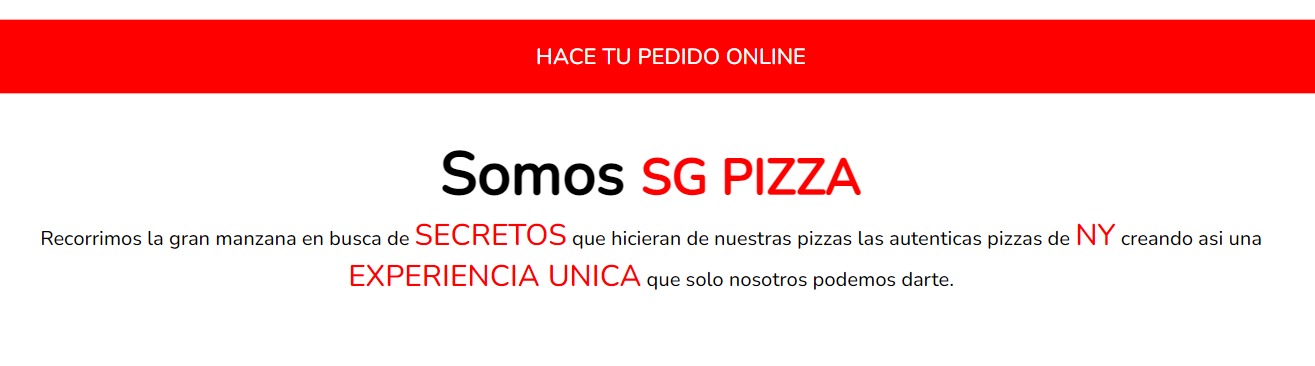 HACE TU PEDIDO ONLINE
Somos SG PIZZA
Recorrimos la gran manzana en busca de SECRETOS que hicieran de nuestras pizzas las autenticas pizzas de NY creando asi una
EXPERIENCIA UNICA que solo nosotros podemos darte.